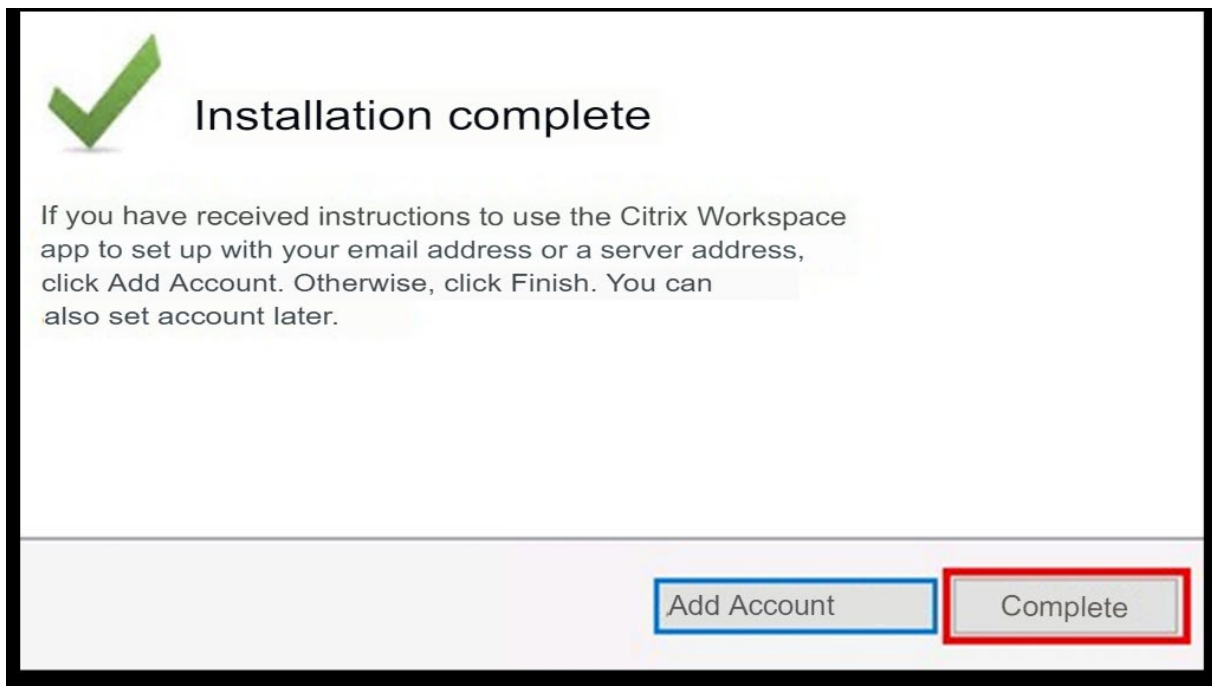 Installation complete
If you have received instructions to use the Citrix Workspace
app to set up with your email address or a server address,
click Add Account. Otherwise, click Finish. You can
also set account later.
Add Account
Complete